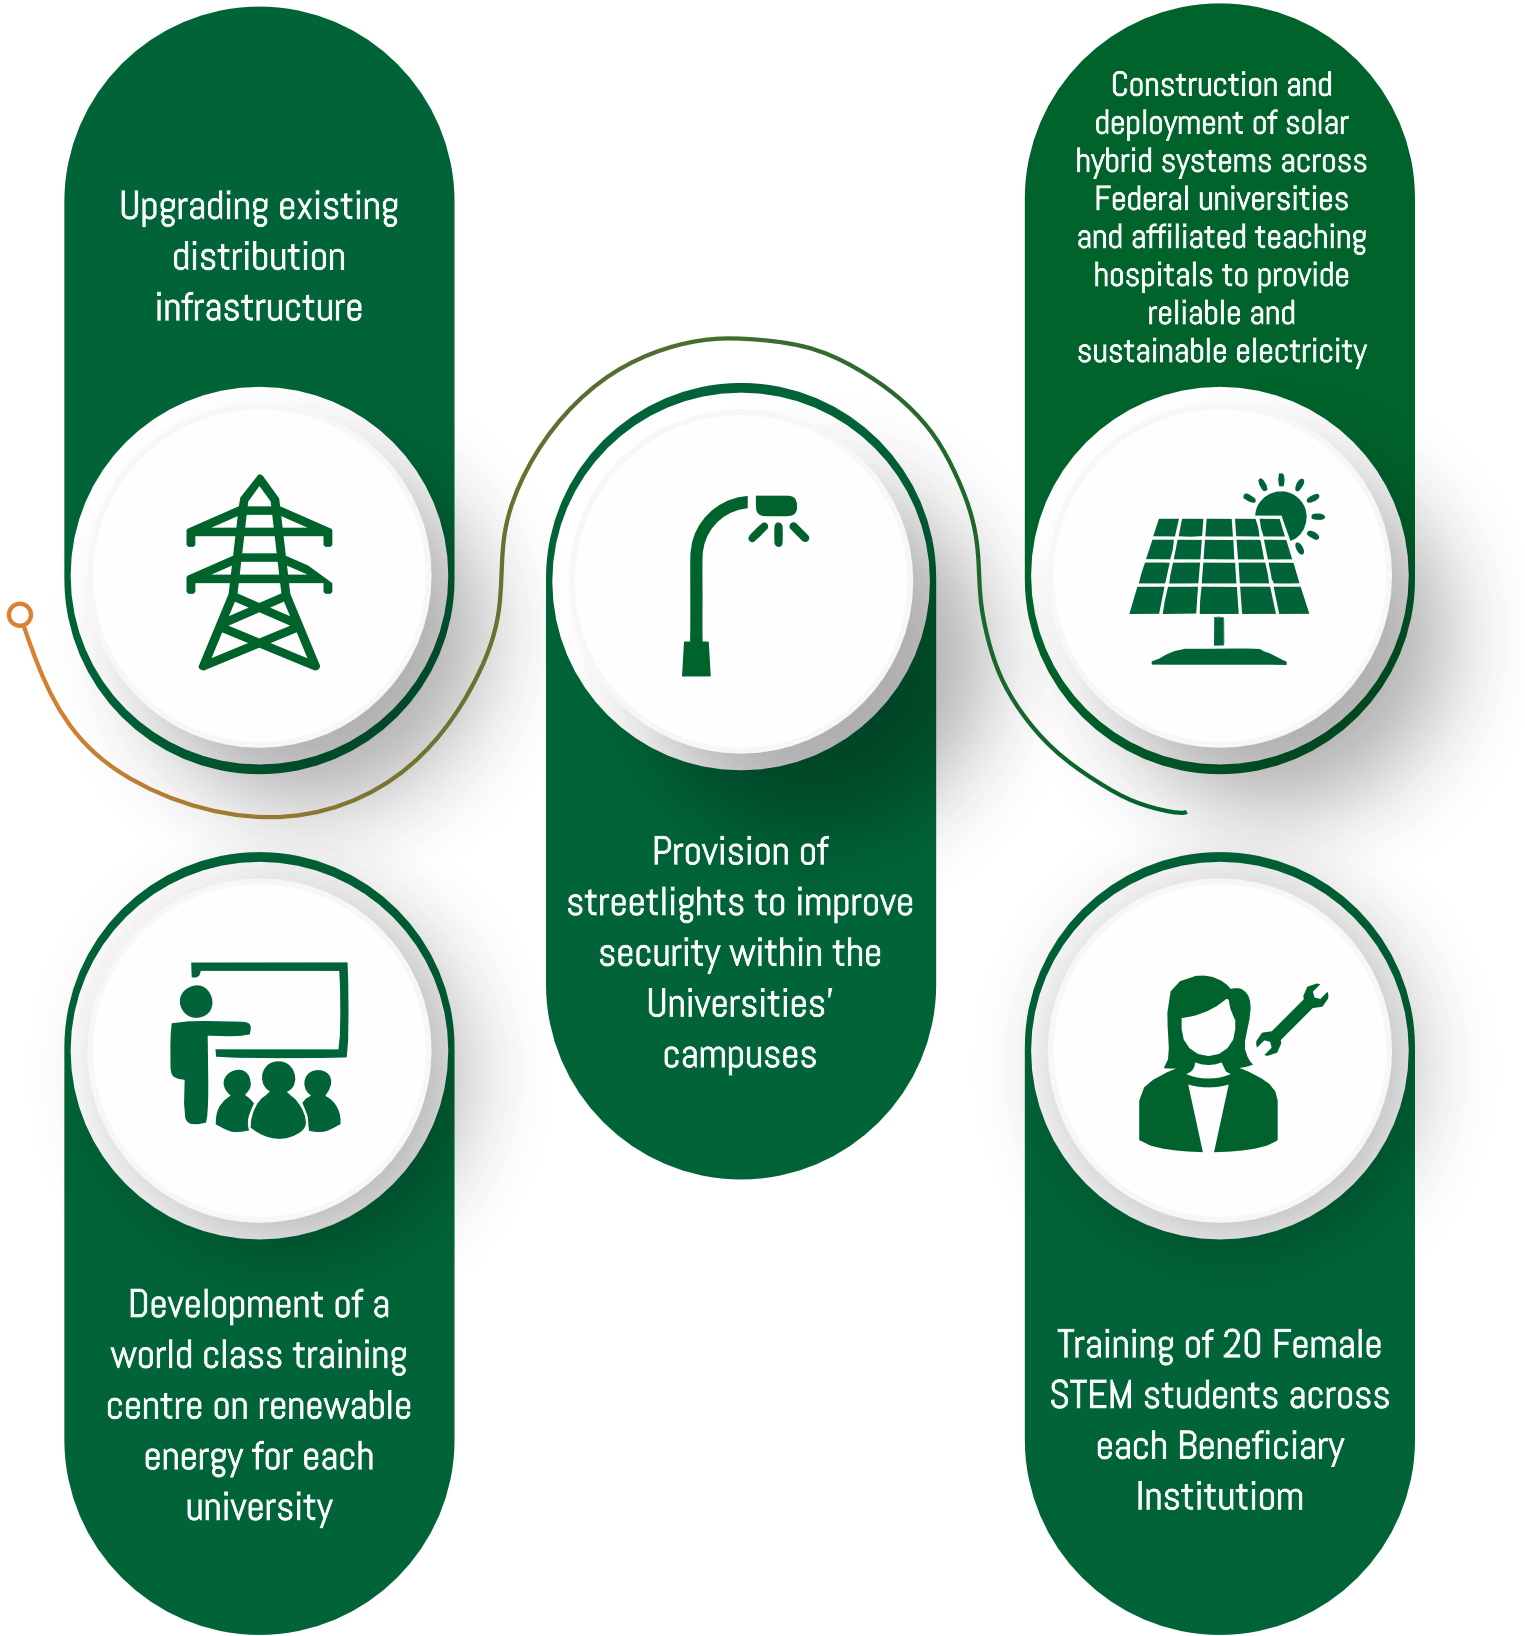 Upgrading existing
distribution
infrastructure
Construction and
deployment of solar
hybrid systems across
Federal universities
and affiliated teaching
hospitals to provide
reliable and
sustainable electricity
Provision of
streetlights to improve
security within the
Universities'
campuses
Development of a
world class training
centre on renewable
energy for each
university
Training of 20 Female
STEM students across
each Beneficiary
Institutiom